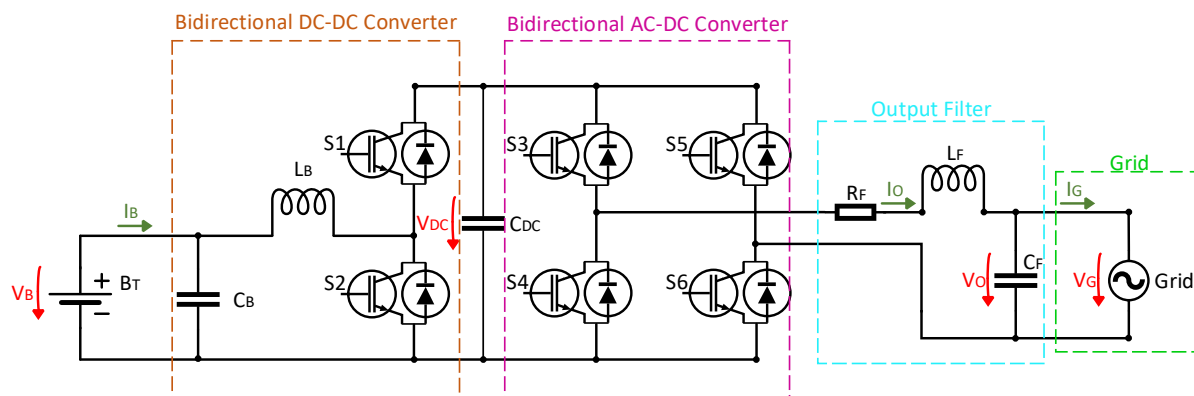 Bidirectional DC-DC Converter
Bidirectional AC-DC Converter
Output Filter
Grid
S1
S3
S5
LB
LF
RF
IO
IG
IB
VDC
CDC
VB
+
BT
−
CB
S2
S4
S6
VO
CF
VG
Grid